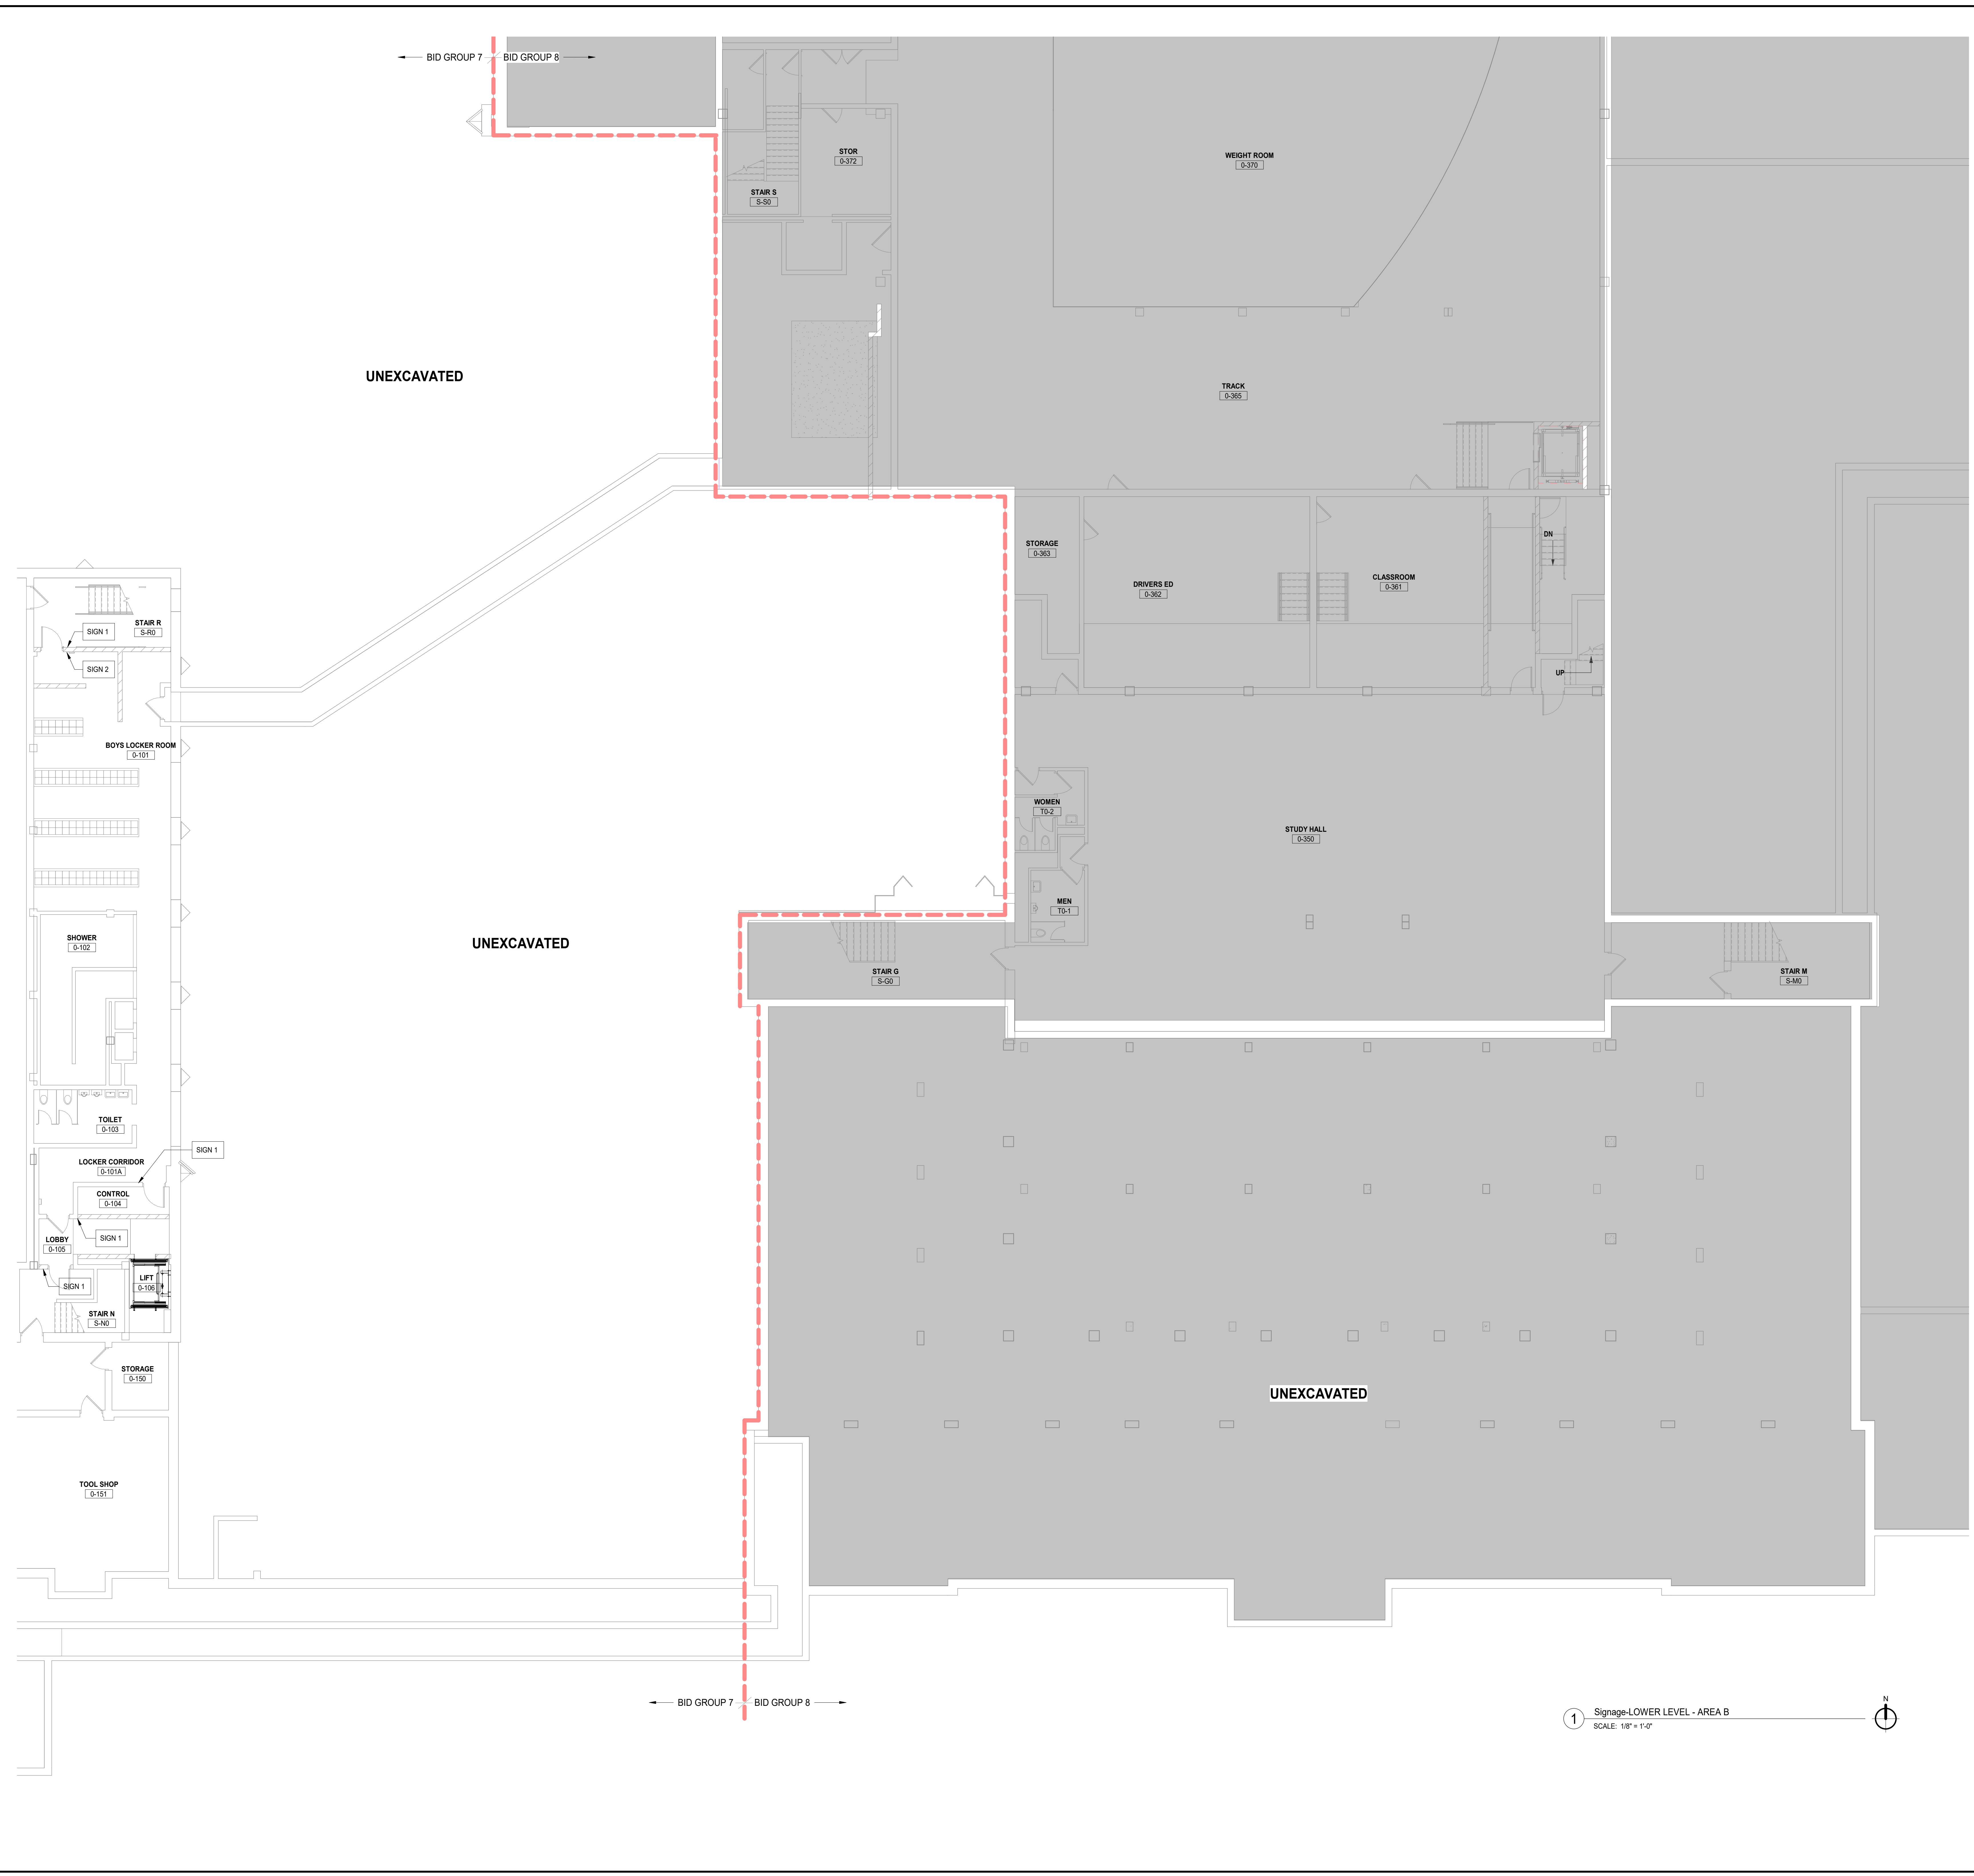 BID GROUP 7
BID GROUP 8
STOR
0-372
WEIGHT ROOM
0-370
STAIR S
S-S0
UNEXCAVATED
TRACK
0-365
STORAGE
0-363
DN
DRIVERS ED
0-362
CLASSROOM
0-361
STAIR R
S-R0
SIGN 1
SIGN 2
UP
BOYS LOCKER ROOM
0-101
WOMEN
T0-2
STUDY HALL
0-350
MEN
T0-1
SHOWER
0-102
UNEXCAVATED
STAIR G
S-G0
STAIR M
S-M0
TOILET
0-103
SIGN 1
LOCKER CORRIDOR
0-101A
CONTROL
0-104
SIGN 1
LOBBY
0-105
LIFT
0-106
SIGN 1
STAIR N
S-N0
STORAGE
0-150
UNEXCAVATED
TOOL SHOP
0-151
BID GROUP 7
BID GROUP 8
N
1
Signage-LOWER LEVEL - AREA B
SCALE: 1/8" = 1'-0"